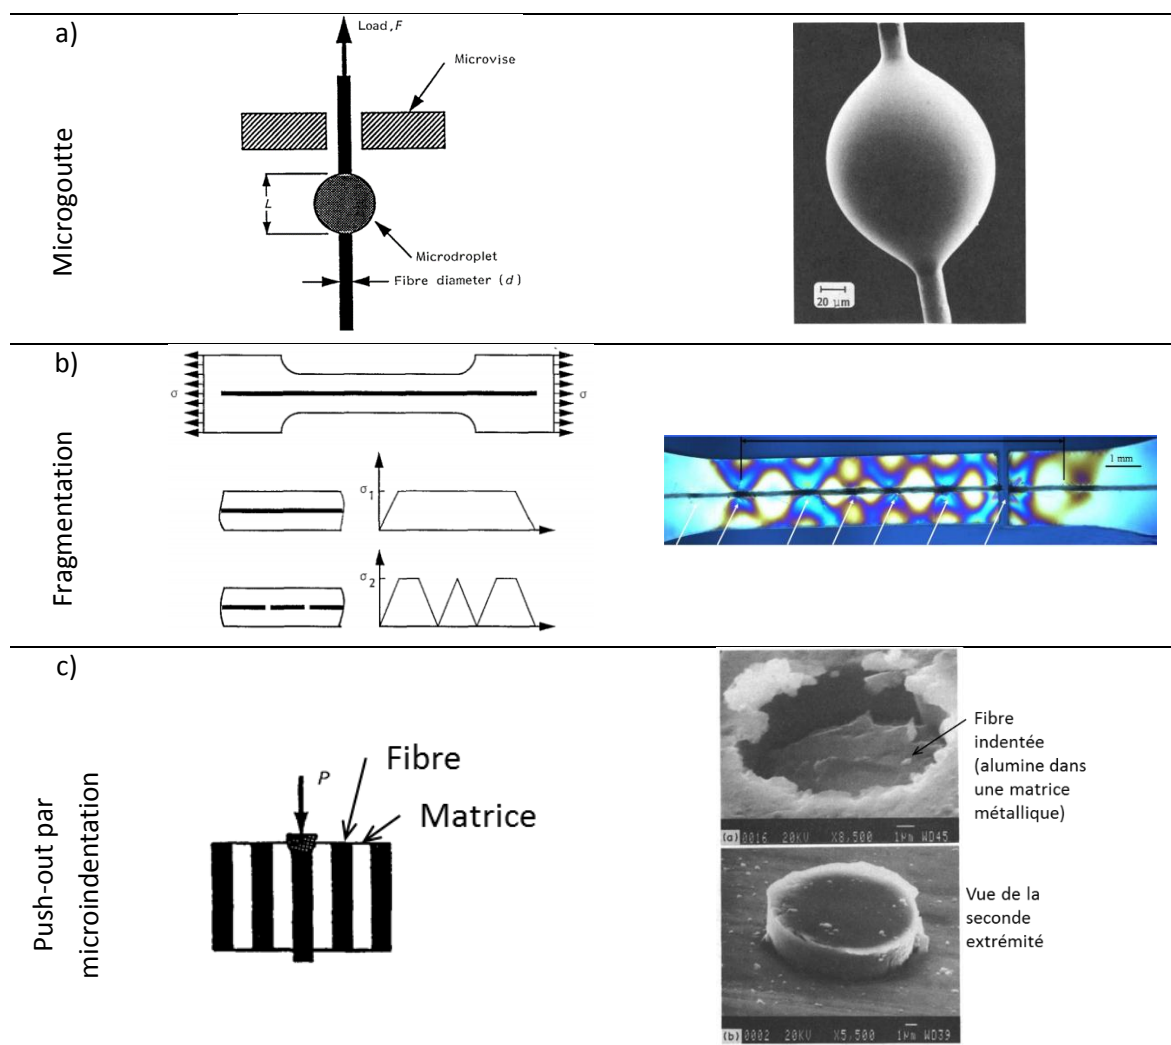 a)
Microgoutte
Load, F
Microvise
L
Microdroplet
Fibre diameter (d)
20 µm
b)
Fragmentation
σ
σ
σ1
σ2
1 mm
c)
Push-out par
microindentation
P
Fibre
Matrice
(a) 0016 20KV X8,500 1µm WD45
Fibre
indentée
(alumine dans
une matrice
métallique)
(b) 0002 20KV X5,500 1µm WD39
Vue de la
seconde
extrémité